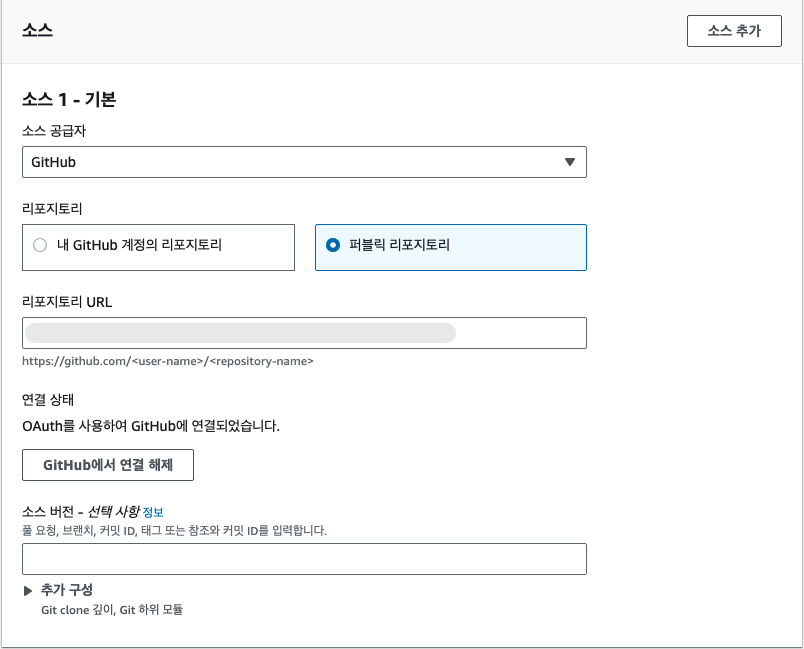 소스
소스 추가
소스 1 - 기본
소스 공급자
GitHub
리포지토리
내 GitHub 계정의 리포지토리
퍼블릭 리포지토리
리포지토리 URL
https://github.com/<user-name>/<repository-name>
연결 상태
OAuth를 사용하여 GitHub에 연결되었습니다.
GitHub에서 연결 해제
소스 버전 - 선택 사항 정보
풀 요청, 브랜치, 커밋 ID, 태그 또는 참조와 커밋 ID를 입력합니다.
추가 구성
Git clone 깊이, Git 하위 모듈